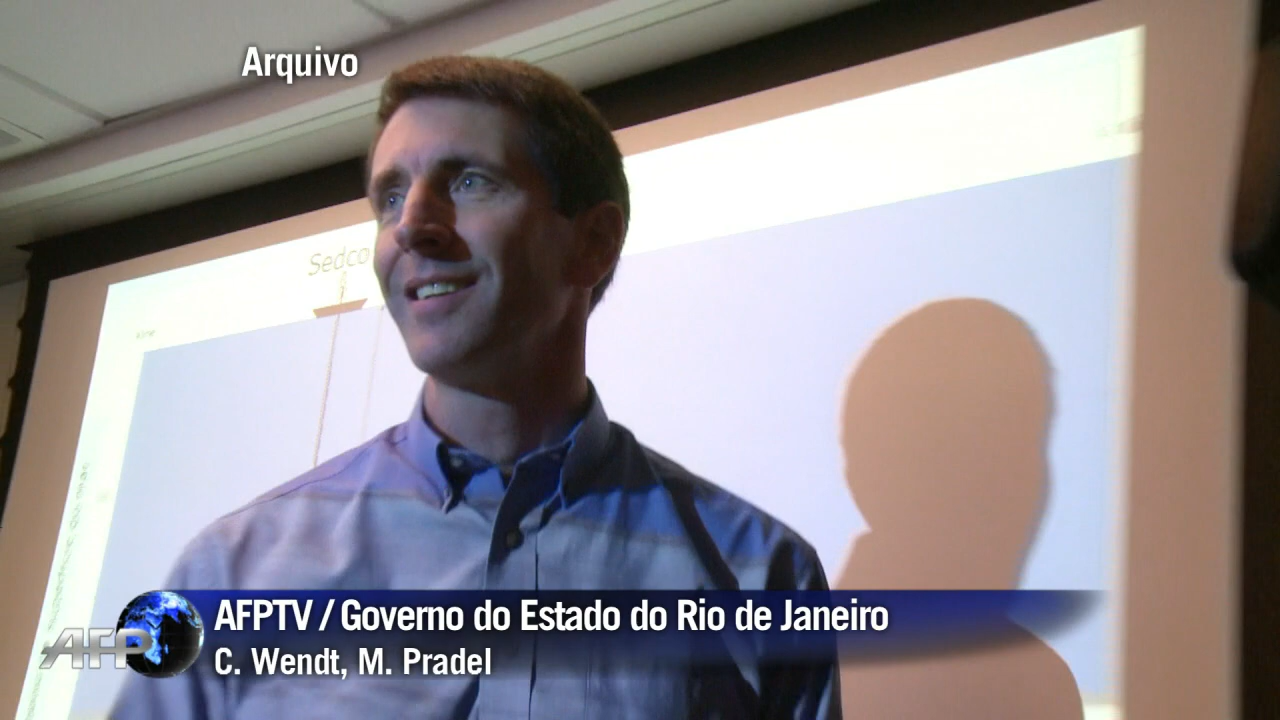 Arquivo
Sedco
AFPTV / Governo do Estado do Rio de Janeiro
AFP
C. Wendt, M. Pradel